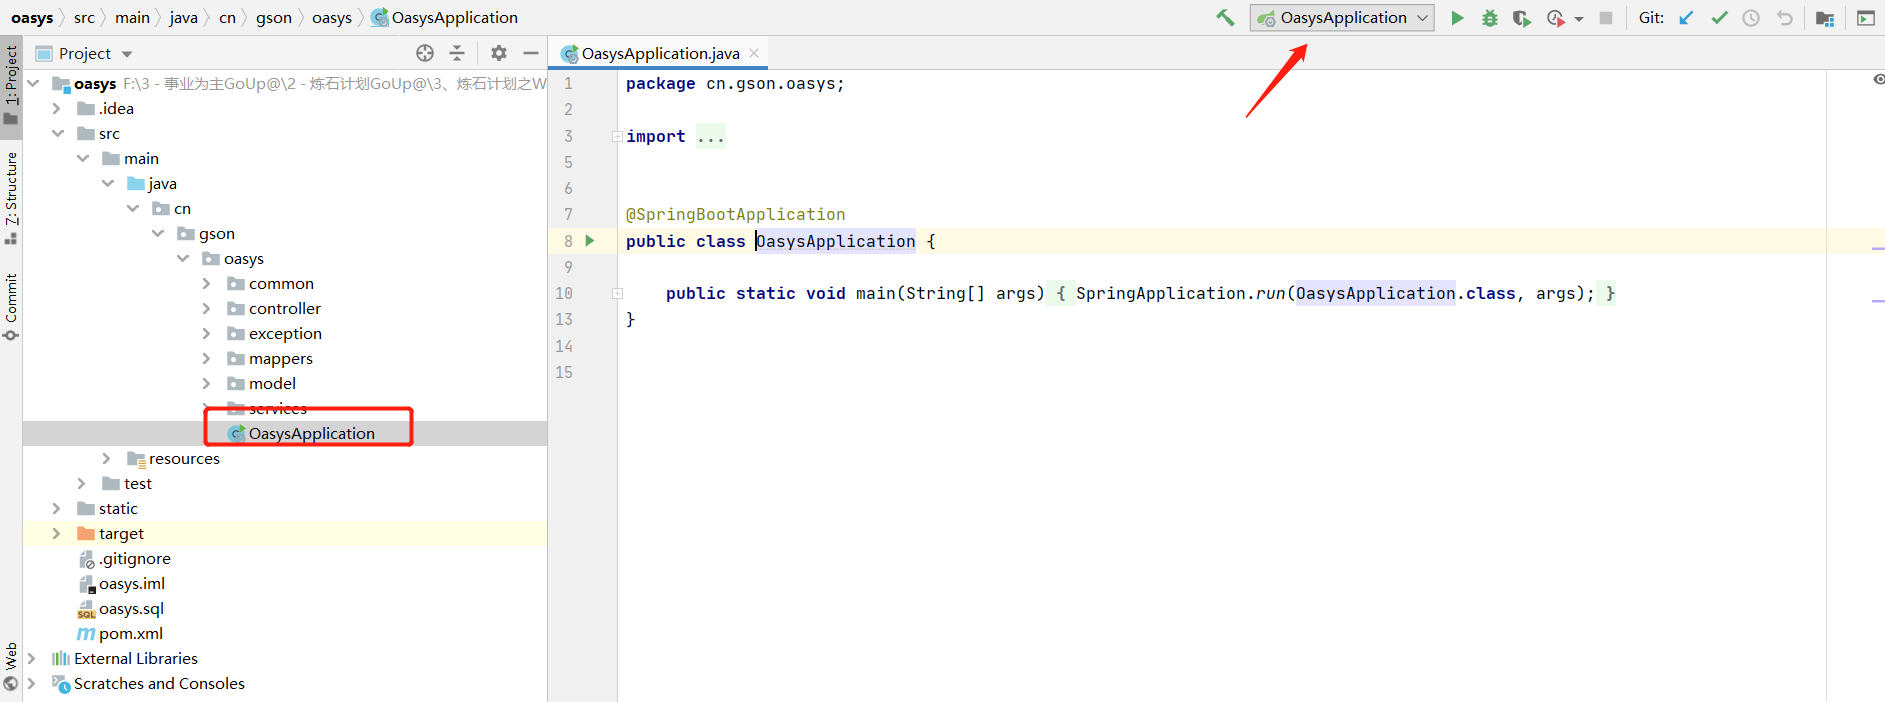 oasys src main java cn gson oasys OasysApplication
OasysApplication
Git:
1: Project
7: Structure
Commit
Web
Project
oasys F:\3 - 事业为主GoUp@\2 - 炼石计划GoUp@\3、炼石计划之W
.idea
src
main
java
cn
gson
oasys
common
controller
exception
mappers
model
services
OasysApplication
resources
test
static
target
.gitignore
oasys.iml
oasys.sql
pom.xml
External Libraries
Scratches and Consoles
OasysApplication.java
1 package cn.gson.oasys;
2
3 import ...
5
6
7 @SpringBootApplication
8 public class OasysApplication {
9
10 public static void main(String[] args) { SpringApplication.run(OasysApplication.class, args); }
13 }
14
15